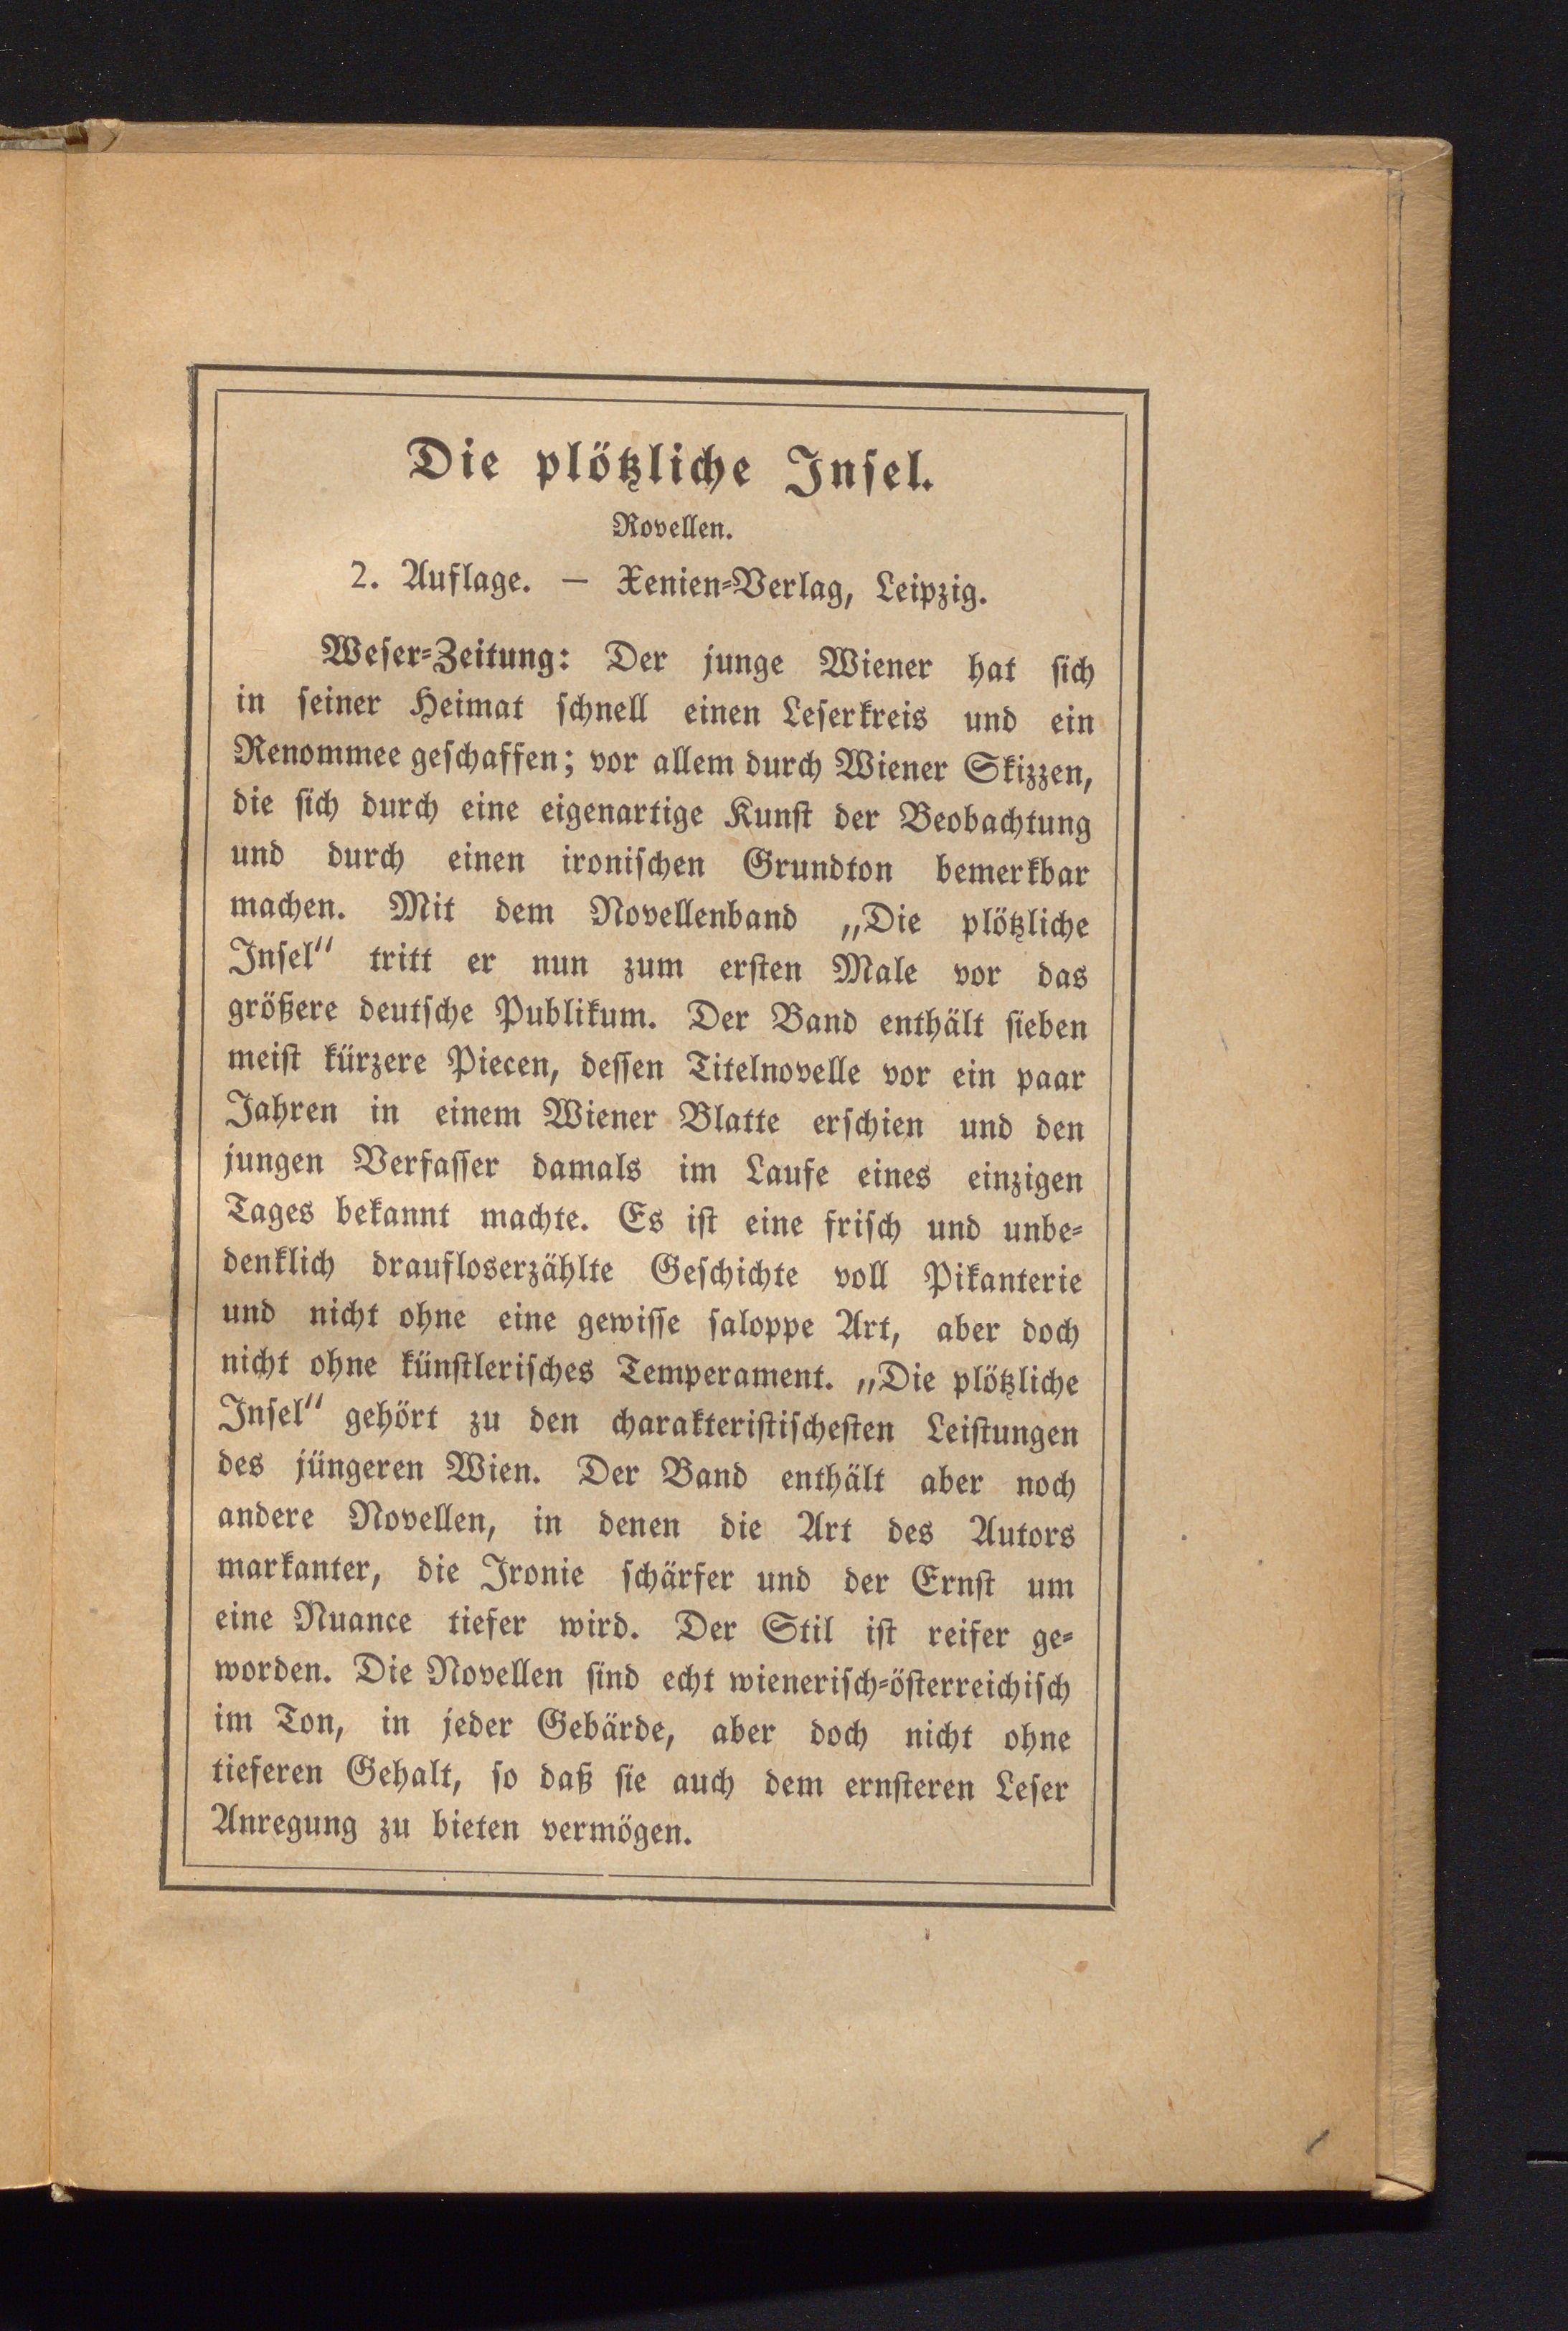 Die plötzliche Insel.
Novellen.
2. Auflage. — Xenien-Verlag, Leipzig.
Weser-Zeitung: Der junge Wiener hat sich
in seiner Heimat schnell einen Leserkreis und ein
Renommee geschaffen; vor allem durch Wiener Skizzen,
die sich durch eine eigenartige Kunst der Beobachtung
und durch einen ironischen Grundton bemerkbar
machen. Mit dem Novellenband „Die plötzliche
Insel“ tritt er nun zum ersten Male vor das
größere deutsche Publikum. Der Band enthält sieben
meist kürzere Piecen, dessen Titelnovelle vor ein paar
Jahren in einem Wiener Blatte erschien und den
jungen Verfasser damals im Laufe eines einzigen
Tages bekannt machte. Es ist eine frisch und unbe-
denklich draufloserzählte Geschichte voll Pikanterie
und nicht ohne eine gewisse saloppe Art, aber doch
nicht ohne künstlerisches Temperament. „Die plötzliche
Insel“ gehört zu den charakteristischesten Leistungen
des jüngeren Wien. Der Band enthält aber noch
andere Novellen, in denen die Art des Autors
markanter, die Ironie schärfer und der Ernst um
eine Nuance tiefer wird. Der Stil ist reifer ge-
worden. Die Novellen sind echt wienerisch-österreichisch
im Ton, in jeder Gebärde, aber doch nicht ohne
tieferen Gehalt, so daß sie auch dem ernsteren Leser
Anregung zu bieten vermögen.